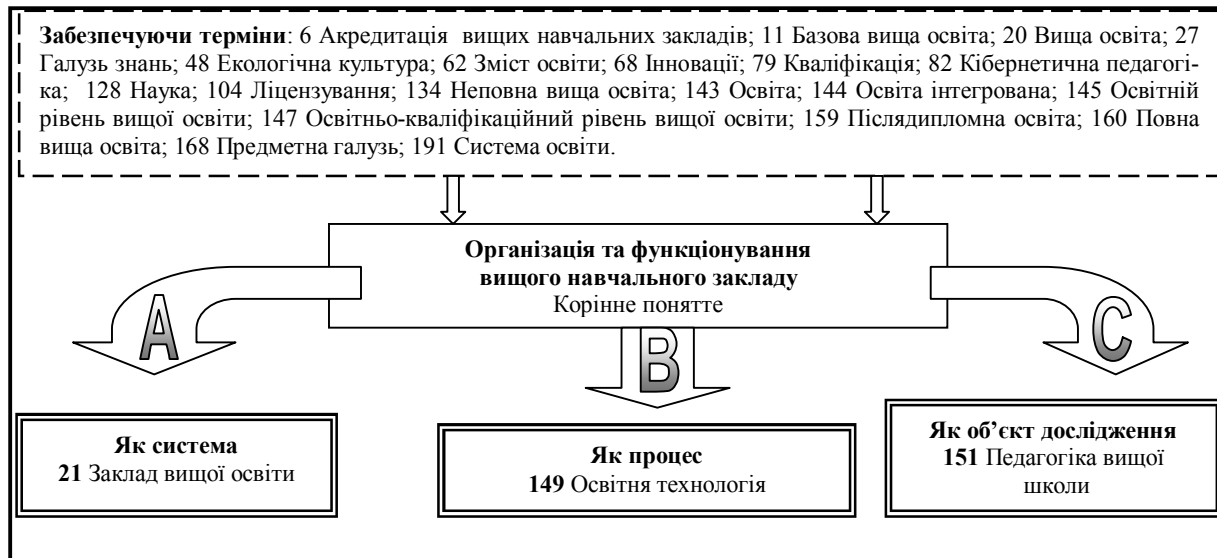 Забезпечуючи терміни: 6 Акредитація вищих навчальних закладів; 11 Базова вища освіта; 20 Вища освіта; 27
Галузь знань; 48 Екологічна культура; 62 Зміст освіти; 68 Інновації; 79 Кваліфікація; 82 Кібернетична педагогі-
ка; 128 Наука; 104 Ліцензування; 134 Неповна вища освіта; 143 Освіта; 144 Освіта інтегрована; 145 Освітній
рівень вищої освіти; 147 Освітньо-кваліфікаційний рівень вищої освіти; 159 Післядипломна освіта; 160 Повна
вища освіта; 168 Предметна галузь; 191 Система освіти.
Організація та функціонування
вищого навчального закладу
Корінне понятте
A
B
C
Як система
21 Заклад вищої освіти
Як процес
149 Освітня технологія
Як об’єкт дослідження
151 Педагогіка вищої
школи